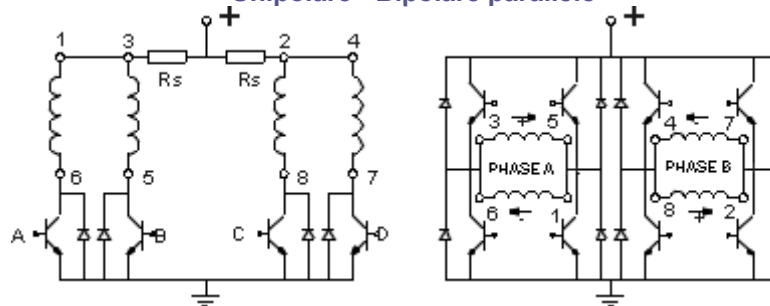 Unipolare - Bipolare parallelo
+ +
1 3 2 4
Rs Rs
3 + 5 4 - 7
PHASE A PHASE B
6 5 8 7
6 - 1 8 + 2
A B C D